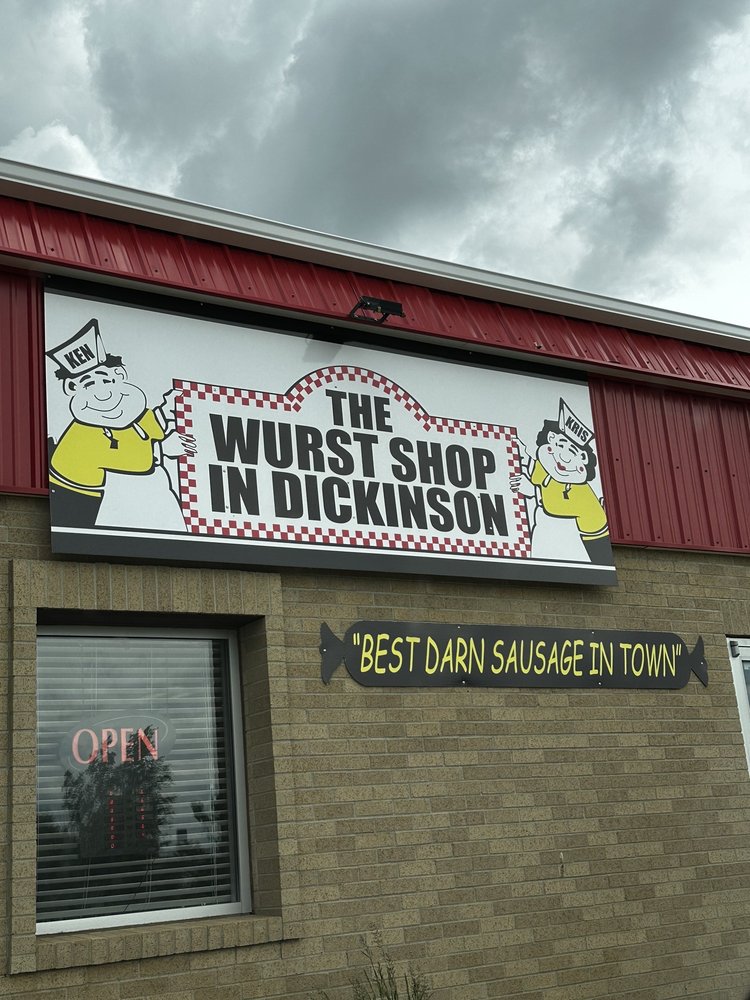 KEN
KRIS
THE
WURST SHOP
IN DICKINSON
"BEST DARN SAUSAGE IN TOWN"
OPEN